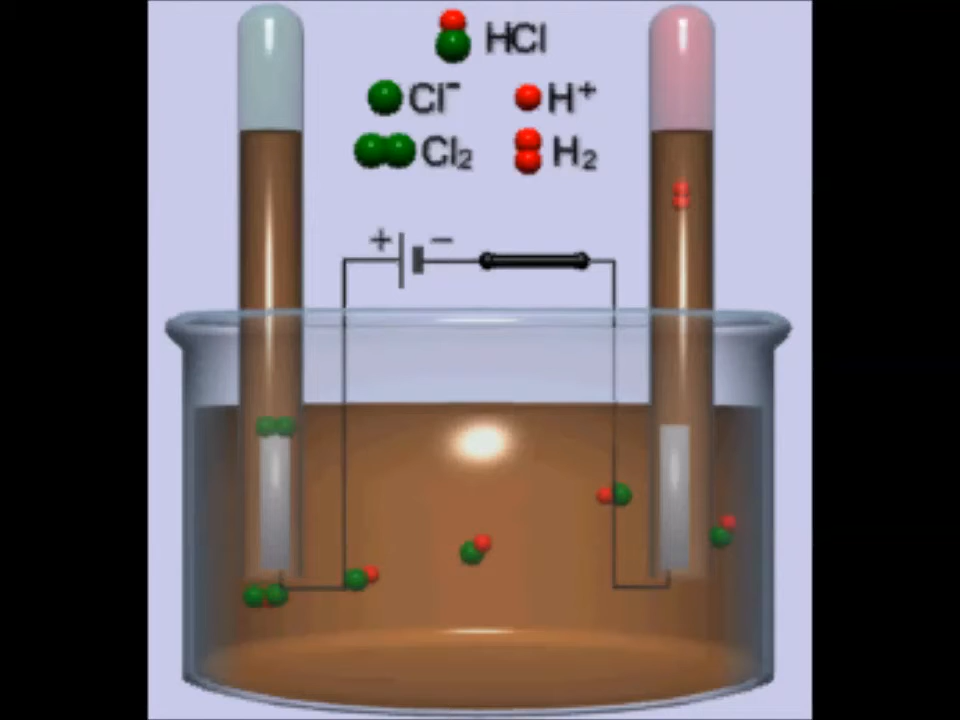 HCl
Cl⁻ H⁺
Cl₂ H₂
+ −